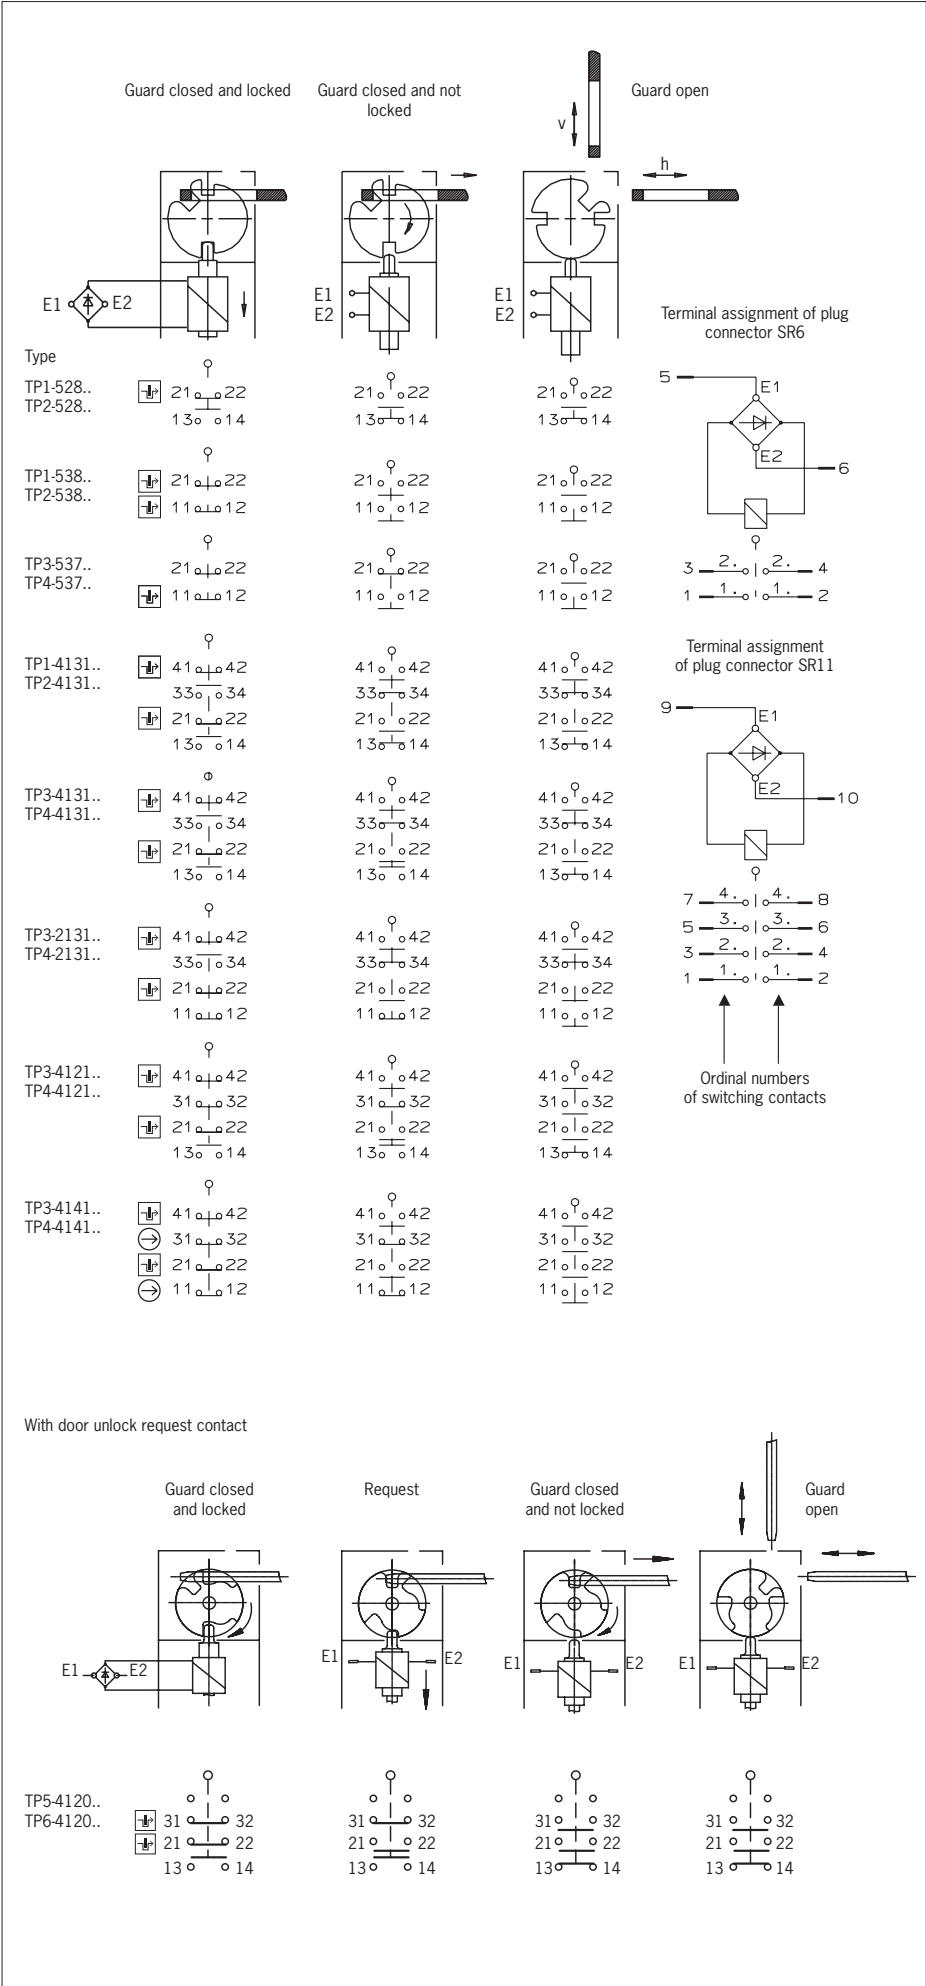 Guard closed and locked
Guard closed and not
locked
Guard open
v
h
E1 E2
E1
E2
E1
E2
Terminal assignment of plug
connector SR6
Type
TP1-528..
TP2-528..
21 22 21 22 21 22
13 14 13 14 13 14
5
E1
E2
6
TP1-538..
TP2-538..
21 22 21 22 21 22
11 12 11 12 11 12
TP3-537..
TP4-537..
21 22 21 22 21 22
11 12 11 12 11 12
3 2. 2. 4
1 1. 1. 2
TP1-4131..
TP2-4131..
41 42 41 42 41 42
33 34 33 34 33 34
21 22 21 22 21 22
13 14 13 14 13 14
Terminal assignment
of plug connector SR11
9
E1
E2
10
TP3-4131..
TP4-4131..
41 42 41 42 41 42
33 34 33 34 33 34
21 22 21 22 21 22
13 14 13 14 13 14
7 4. 4. 8
5 3. 3. 6
3 2. 2. 4
1 1. 1. 2
TP3-2131..
TP4-2131..
41 42 41 42 41 42
33 34 33 34 33 34
21 22 21 22 21 22
11 12 11 12 11 12
Ordinal numbers
of switching contacts
TP3-4121..
TP4-4121..
41 42 41 42 41 42
31 32 31 32 31 32
21 22 21 22 21 22
13 14 13 14 13 14
TP3-4141..
TP4-4141..
41 42 41 42 41 42
31 32 31 32 31 32
21 22 21 22 21 22
11 12 11 12 11 12
With door unlock request contact
Guard closed
and locked
Request
Guard closed
and not locked
Guard
open
E1 E2
E1 E2
E1 E2
E1 E2
TP5-4120..
TP6-4120..
31 32 31 32 31 32 31 32
21 22 21 22 21 22 21 22
13 14 13 14 13 14 13 14